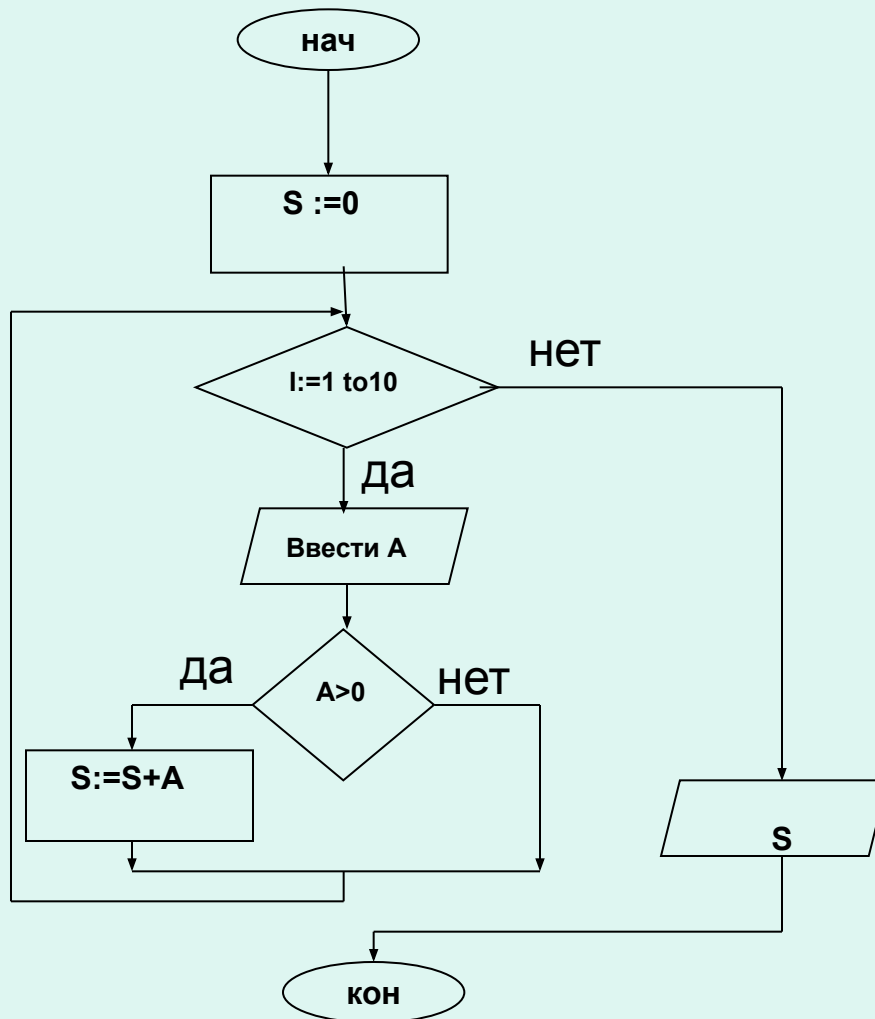 нач
S :=0
I:=1 to10
нет
да
Ввести А
A>0
да
нет
S:=S+A
S
кон